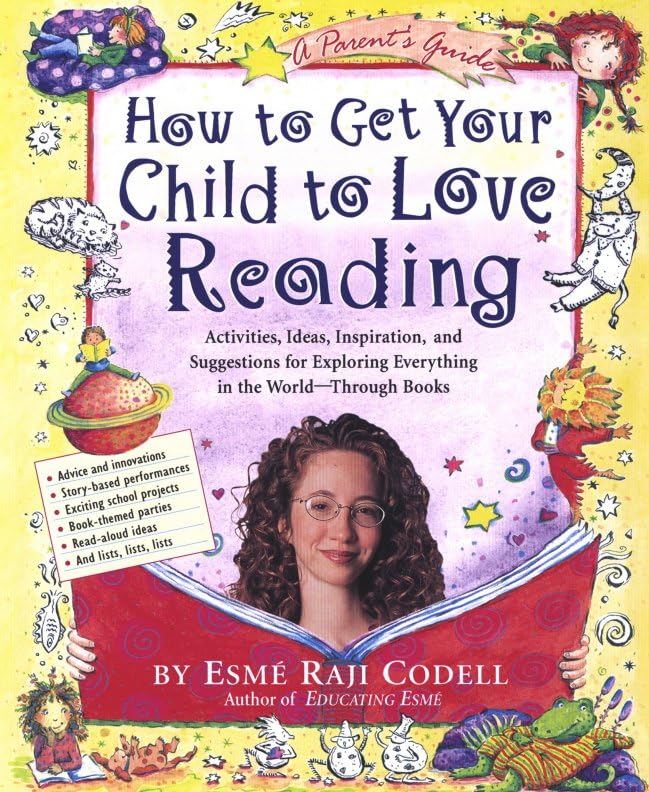 A Parent's Guide
How to Get Your
Child to Love
Reading
Activities, Ideas, Inspiration, and
Suggestions for Exploring Everything
in the World—Through Books
• Advice and innovations
• Story-based performances
• Exciting school projects
• Book-themed parties
• Read-aloud ideas
• And lists, lists, lists
BY ESMÉ RAJI CODELL
Author of EDUCATING ESMÉ